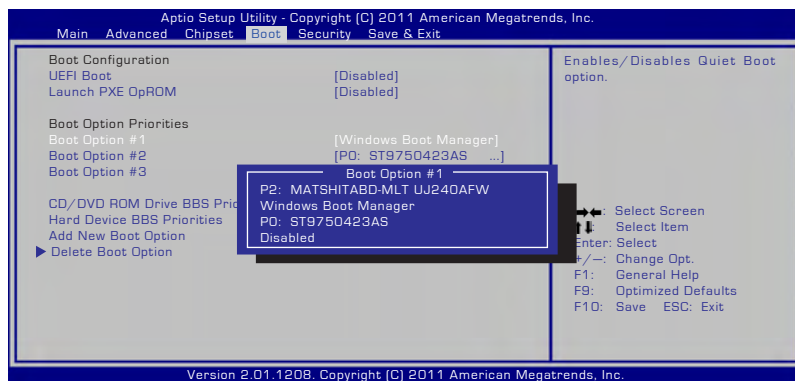 Aptio Setup Utility - Copyright (C) 2011 American Megatrends, Inc.
Main Advanced Chipset Boot Security Save & Exit
Boot Configuration
UEFI Boot [Disabled]
Launch PXE OpROM [Disabled]
Boot Option Priorities
Boot Option #1 [Windows Boot Manager]
Boot Option #2 [P0: ST9750423AS ...]
Boot Option #3
CD/DVD ROM Drive BBS Prio
Hard Device BBS Priorities
Add New Boot Option
Delete Boot Option
Boot Option #1
P2: MATSHITABD-MLT UJ240AFW
Windows Boot Manager
P0: ST9750423AS
Disabled
Enables/Disables Quiet Boot
option.
→←: Select Screen
↑↓: Select Item
Enter: Select
+/−: Change Opt.
F1: General Help
F9: Optimized Defaults
F10: Save ESC: Exit
Version 2.01.1208. Copyright (C) 2011 American Megatrends, Inc.